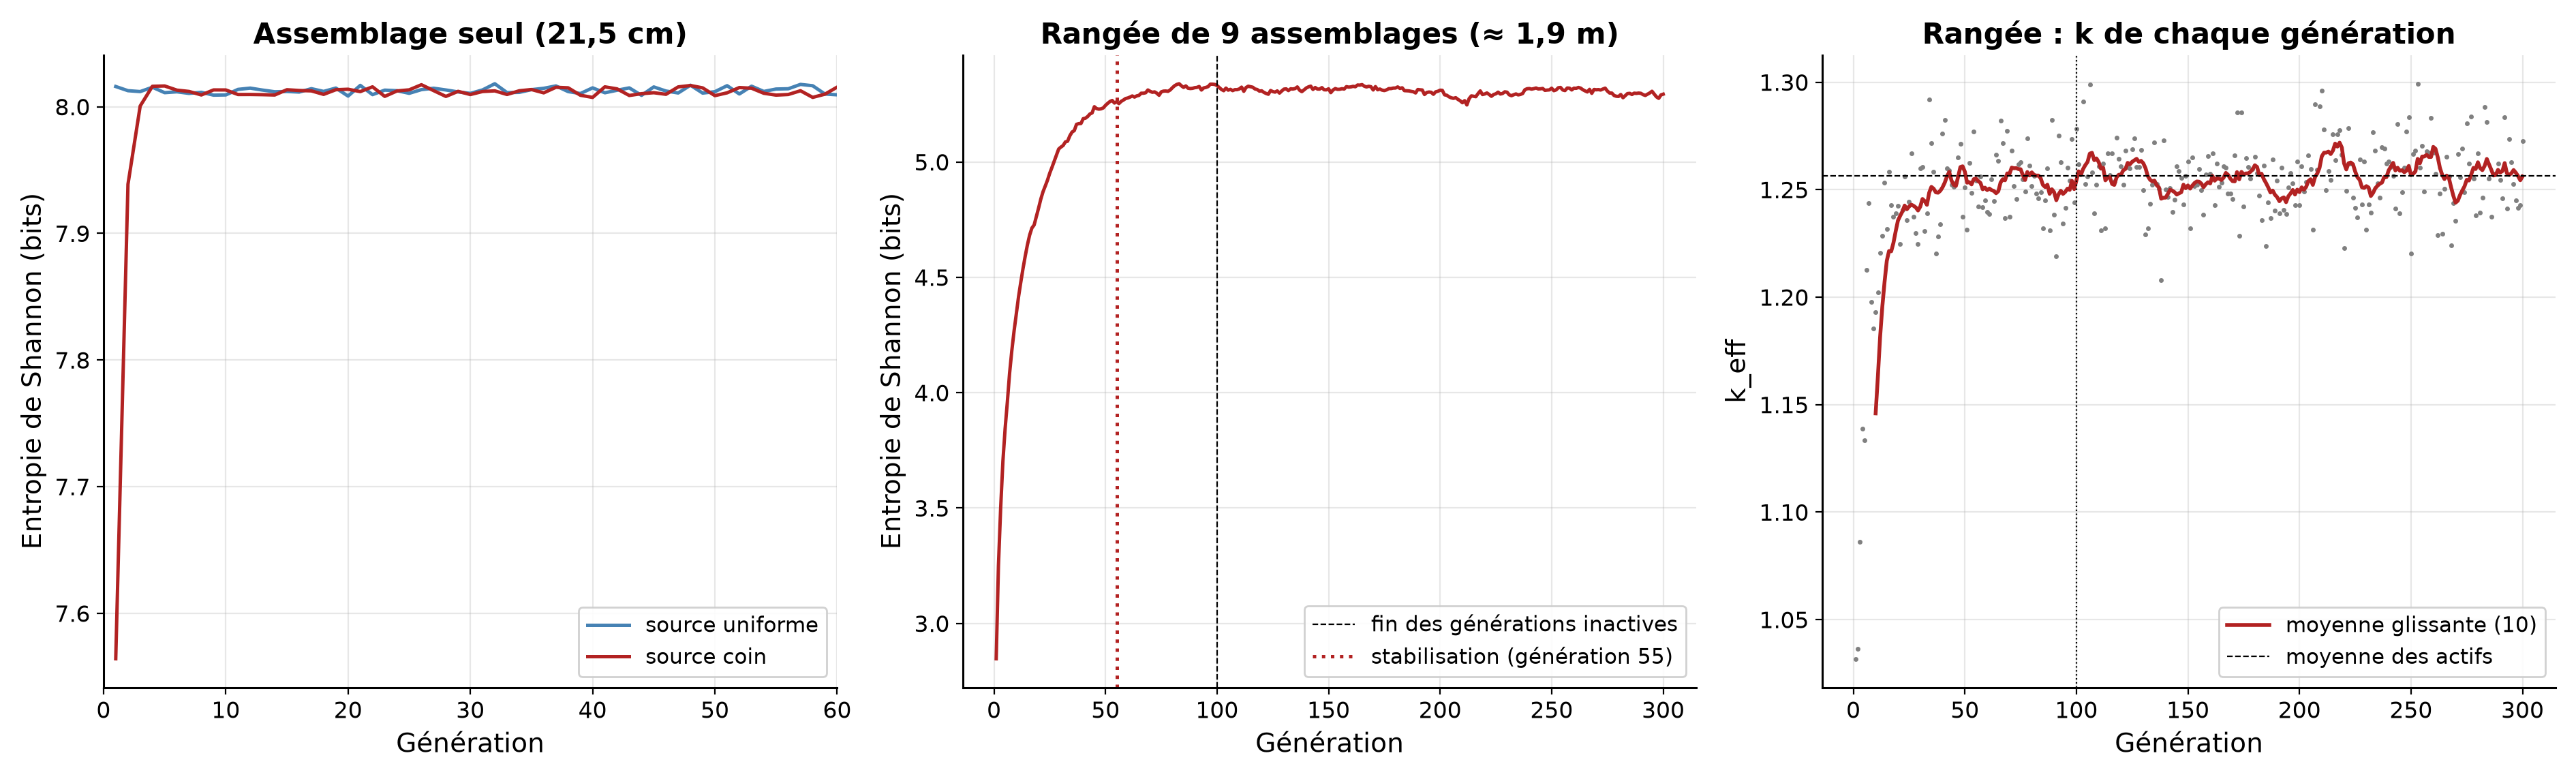 Assemblage seul (21,5 cm)
Entropie de Shannon (bits)
8.0
7.9
7.8
7.7
7.6
0 10 20 30 40 50 60
Génération
source uniforme
source coin
Rangée de 9 assemblages (≈ 1,9 m)
Entropie de Shannon (bits)
5.0
4.5
4.0
3.5
3.0
0 50 100 150 200 250 300
Génération
fin des générations inactives
stabilisation (génération 55)
Rangée : k de chaque génération
k_eff
1.30
1.25
1.20
1.15
1.10
1.05
0 50 100 150 200 250 300
Génération
moyenne glissante (10)
moyenne des actifs